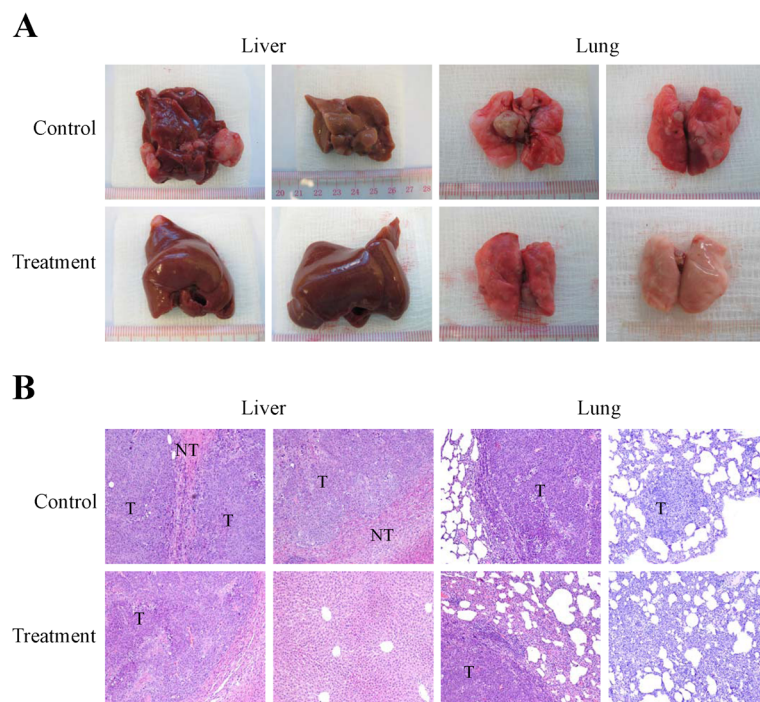 A
Liver Lung
Control
20 21 22 23 24 25 26 27 28
Treatment
B
Liver Lung
Control
NT
T T
T
NT
T
T
Treatment
T
T